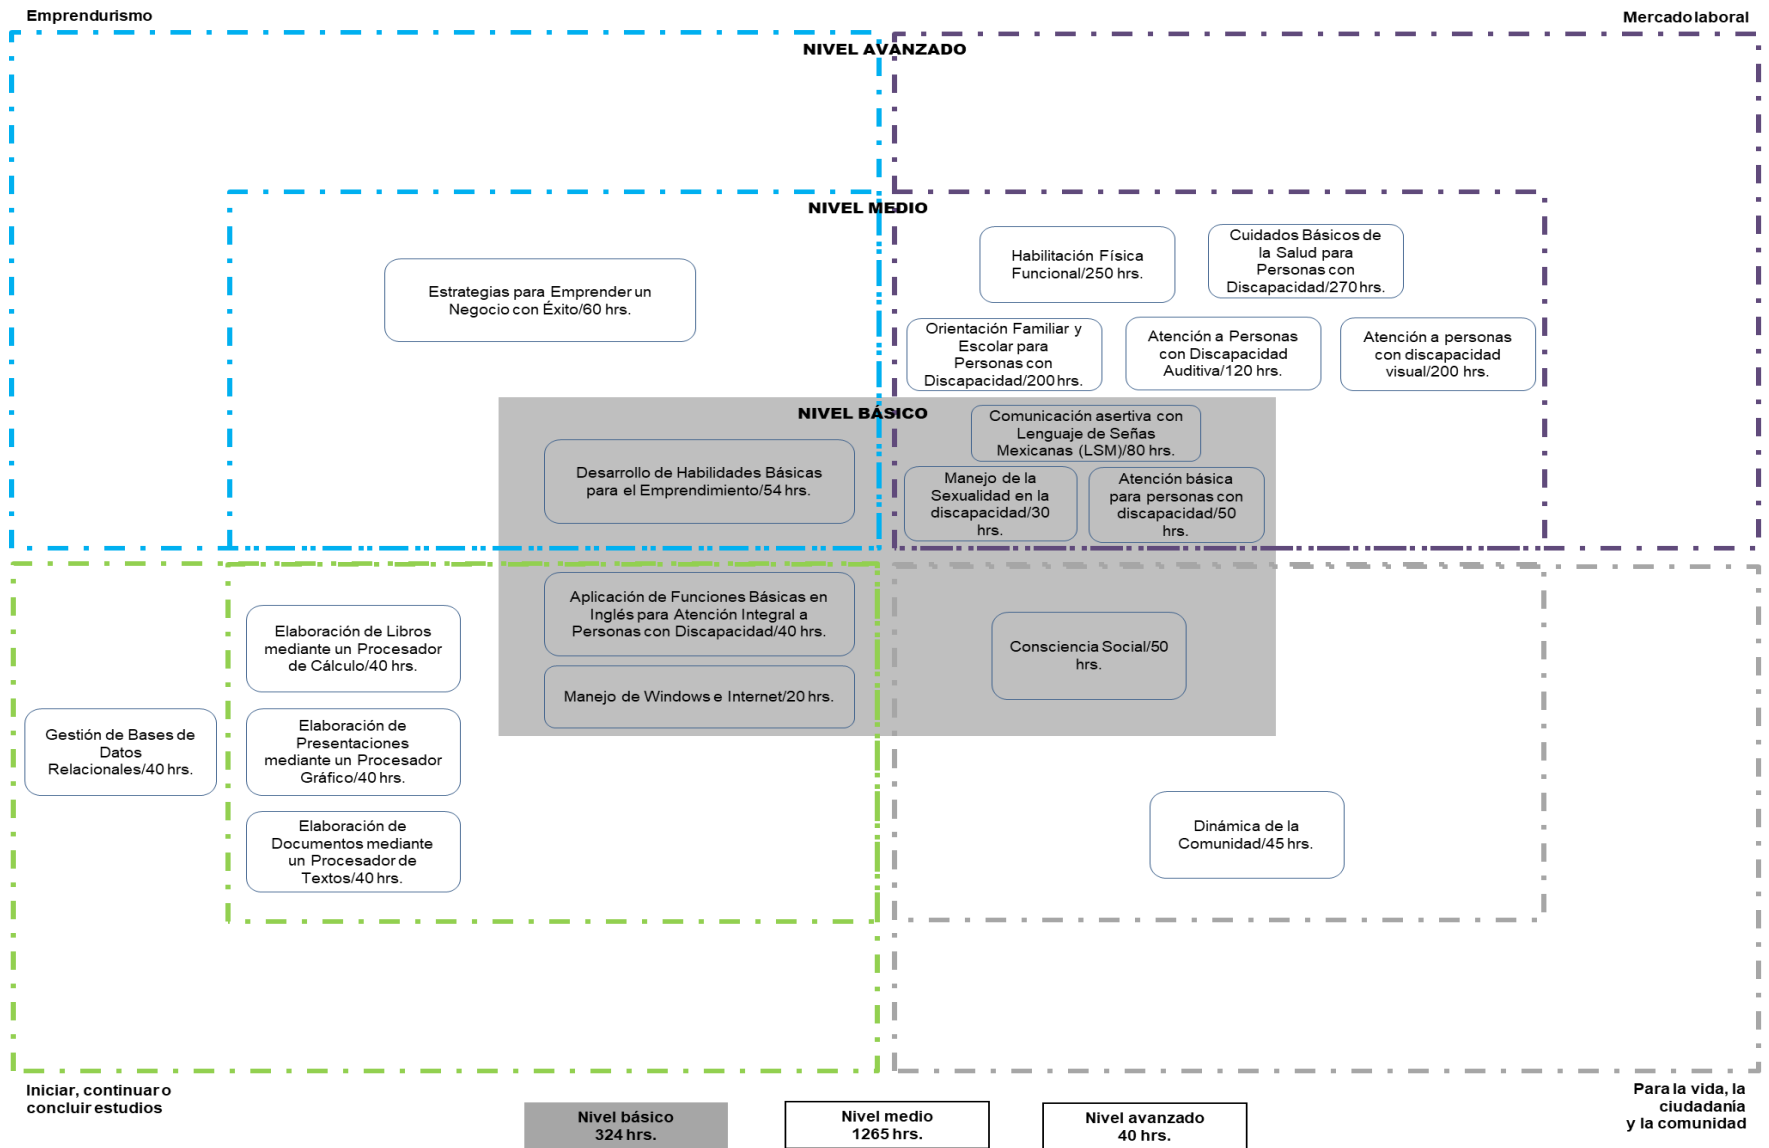 Emprendurismo
Mercado laboral
NIVEL AVANZADO
NIVEL MEDIO
Estrategias para Emprender un
Negocio con Éxito/60 hrs.
Habilitación Física
Funcional/250 hrs.
Cuidados Básicos de
la Salud para
Personas con
Discapacidad/270 hrs.
Orientación Familiar y
Escolar para
Personas con
Discapacidad/200 hrs.
Atención a Personas
con Discapacidad
Auditiva/120 hrs.
Atención a personas
con discapacidad
visual/200 hrs.
NIVEL BÁSICO
Desarrollo de Habilidades Básicas
para el Emprendimiento/54 hrs.
Comunicación asertiva con
Lenguaje de Señas
Mexicanas (LSM)/80 hrs.
Manejo de la
Sexualidad en la
discapacidad/30
hrs.
Atención básica
para personas con
discapacidad/50
hrs.
Aplicación de Funciones Básicas en
Inglés para Atención Integral a
Personas con Discapacidad/40 hrs.
Manejo de Windows e Internet/20 hrs.
Elaboración de Libros
mediante un Procesador
de Cálculo/40 hrs.
Elaboración de
Presentaciones
mediante un Procesador
Gráfico/40 hrs.
Elaboración de
Documentos mediante
un Procesador de
Textos/40 hrs.
Gestión de Bases de
Datos
Relacionales/40 hrs.
Consciencia Social/50
hrs.
Dinámica de la
Comunidad/45 hrs.
Iniciar, continuar o
concluir estudios
Para la vida, la
ciudadanía
y la comunidad
Nivel básico
324 hrs.
Nivel medio
1265 hrs.
Nivel avanzado
40 hrs.